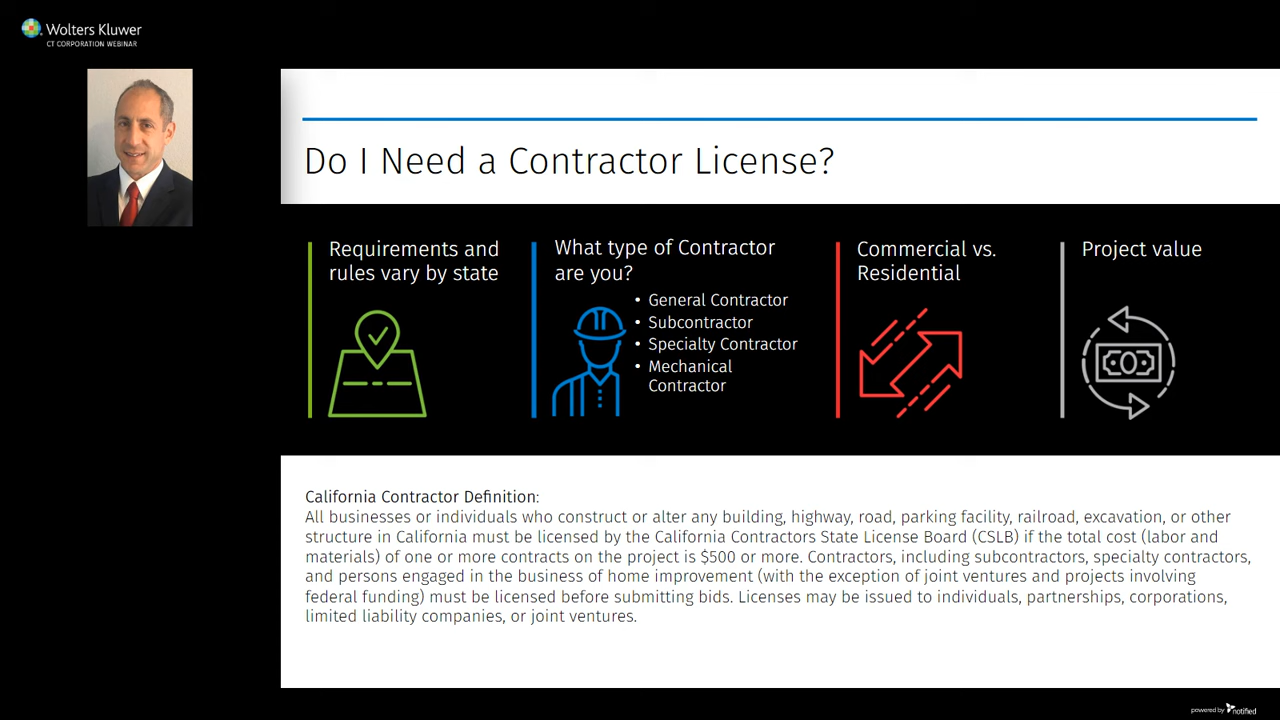 Wolters Kluwer
CT CORPORATION WEBINAR
Do I Need a Contractor License?
Requirements and
rules vary by state
What type of Contractor
are you?
• General Contractor
• Subcontractor
• Specialty Contractor
• Mechanical
Contractor
Commercial vs.
Residential
Project value
California Contractor Definition:
All businesses or individuals who construct or alter any building, highway, road, parking facility, railroad, excavation, or other
structure in California must be licensed by the California Contractors State License Board (CSLB) if the total cost (labor and
materials) of one or more contracts on the project is $500 or more. Contractors, including subcontractors, specialty contractors,
and persons engaged in the business of home improvement (with the exception of joint ventures and projects involving
federal funding) must be licensed before submitting bids. Licenses may be issued to individuals, partnerships, corporations,
limited liability companies, or joint ventures.
powered by notified